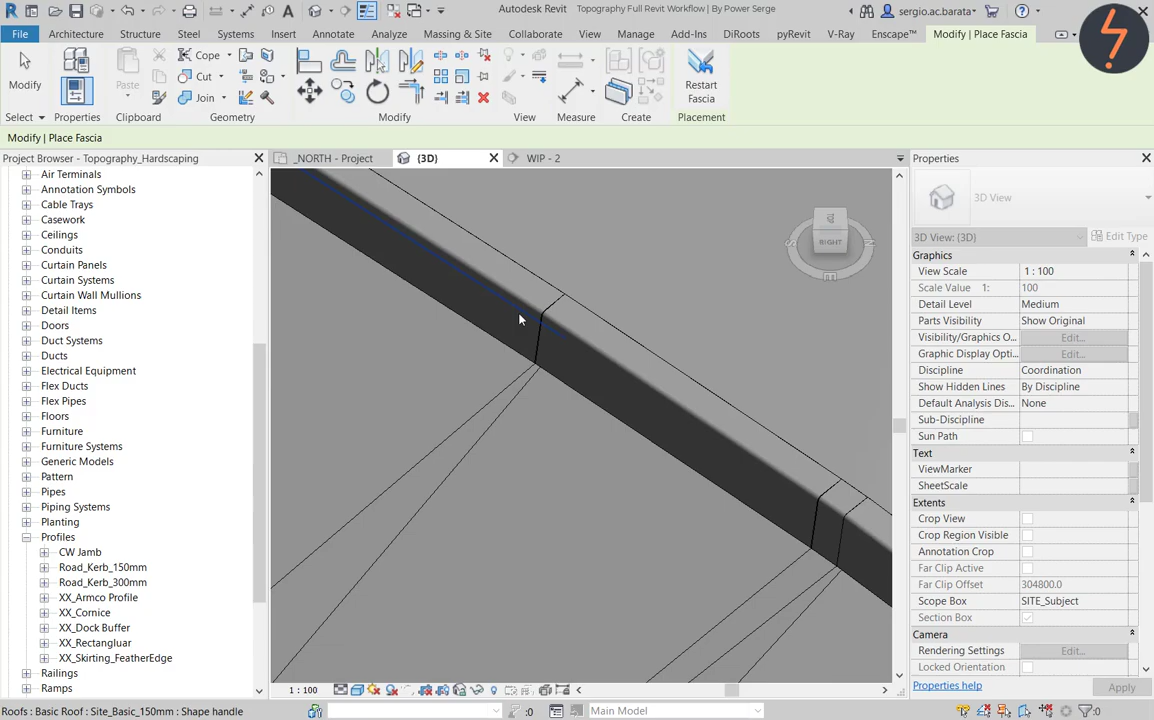 Autodesk Revit
Topography Full Revit Workflow | By Power Serge
sergio.ac.barata
File
Architecture
Structure
Steel
Systems
Insert
Annotate
Analyze
Massing & Site
Collaborate
View
Manage
Add-Ins
DiRoots
pyRevit
V-Ray
Enscape™
Modify | Place Fascia
Modify
Select
Properties
Paste
Clipboard
Cope
Cut
Join
Geometry
Modify
View
Measure
Create
Restart
Fascia
Placement
Modify | Place Fascia
Project Browser - Topography_Hardscaping
_NORTH - Project
{3D}
WIP - 2
Properties
Air Terminals
Annotation Symbols
Cable Trays
Casework
Ceilings
Conduits
Curtain Panels
Curtain Systems
Curtain Wall Mullions
Detail Items
Doors
Duct Systems
Ducts
Electrical Equipment
Flex Ducts
Flex Pipes
Floors
Furniture
Furniture Systems
Generic Models
Pattern
Pipes
Piping Systems
Planting
Profiles
CW Jamb
Road_Kerb_150mm
Road_Kerb_300mm
XX_Armco Profile
XX_Cornice
XX_Dock Buffer
XX_Rectangluar
XX_Skirting_FeatherEdge
Railings
Ramps
RIGHT
3D View
3D View: {3D}
Edit Type
Graphics
View Scale 1 : 100
Scale Value 1: 100
Detail Level Medium
Parts Visibility Show Original
Visibility/Graphics O... Edit...
Graphic Display Opti... Edit...
Discipline Coordination
Show Hidden Lines By Discipline
Default Analysis Dis... None
Sub-Discipline
Sun Path
Text
ViewMarker
SheetScale
Extents
Crop View
Crop Region Visible
Annotation Crop
Far Clip Active
Far Clip Offset 304800.0
Scope Box SITE_Subject
Section Box
Camera
Rendering Settings Edit...
Locked Orientation
Properties help
Apply
1 : 100
Roofs : Basic Roof : Site_Basic_150mm : Shape handle
:0
Main Model
:0